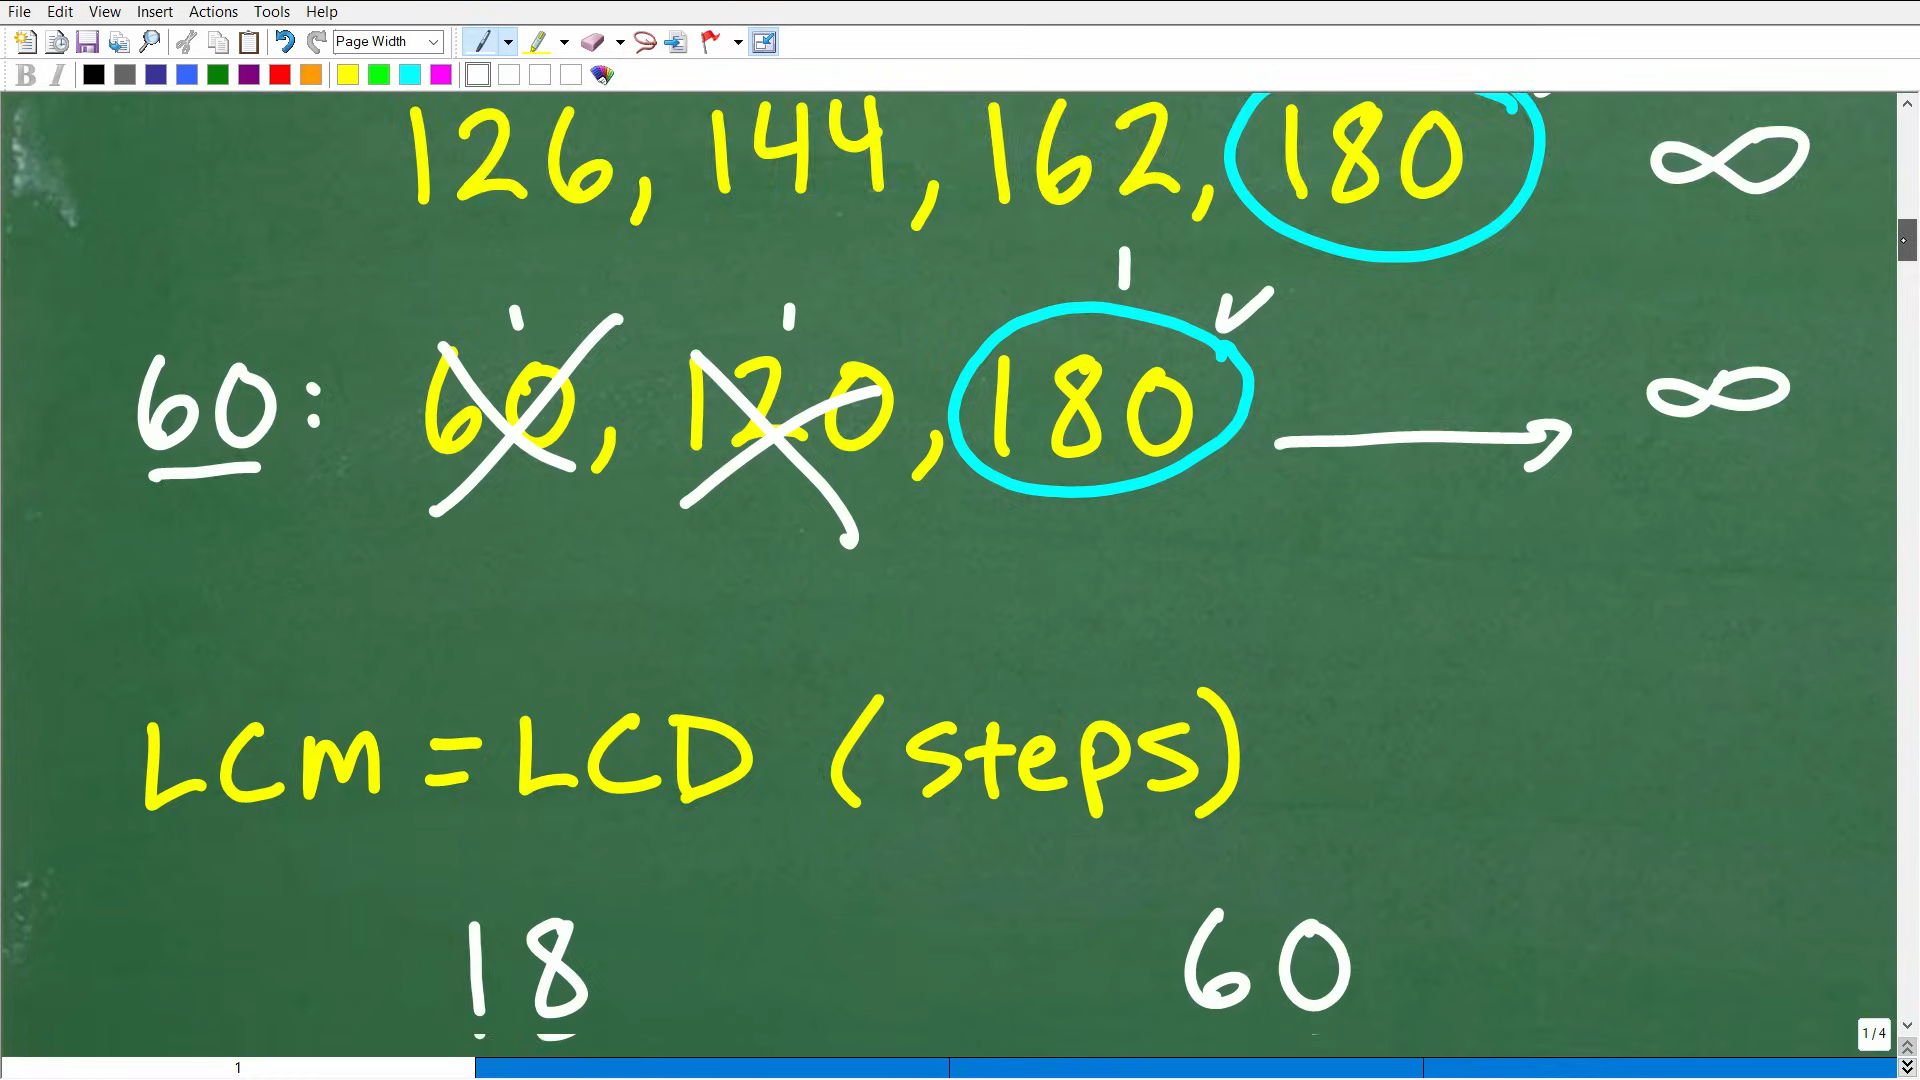 File Edit View Insert Actions Tools Help
Page Width
B I
126, 144, 162, 180 ∞
60: 60, 120, 180 → ∞
LCM = LCD (steps)
18 60
1/4
1